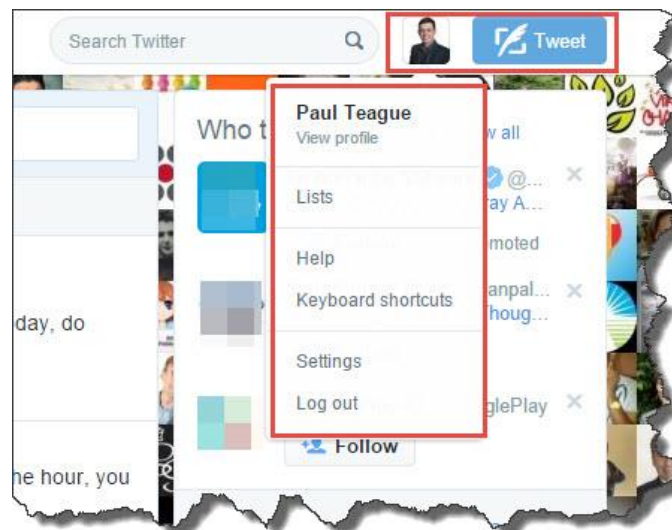 Search Twitter
Tweet
Who t
Paul Teague
View profile
w all
Lists
@...
ray A...
Help
moted
Keyboard shortcuts
anpal...
Thoug...
day, do
Settings
Log out
glePlay
Follow
he hour, you